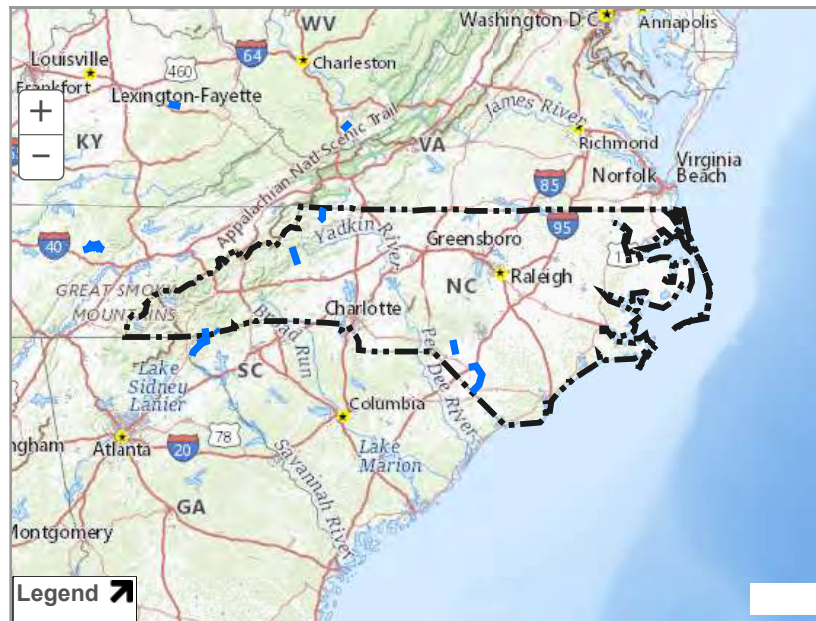 WV
Washington D C
Annapolis
Louisville
64
Charleston
Frankfort
460
Lexington-Fayette
+
−
KY
James River
Appalachian Natl Scenic Trail
VA
Richmond
Virginia
Beach
Norfolk
85
95
40
Yadkin River
Greensboro
1
Raleigh
NC
GREAT SMOKY
MOUNTAINS
Charlotte
Broad Run
Pee Dee River
SC
Lake
Sidney
Lanier
Columbia
78
20
Atlanta
Lake
Marion
Savannah River
GA
Montgomery
Legend